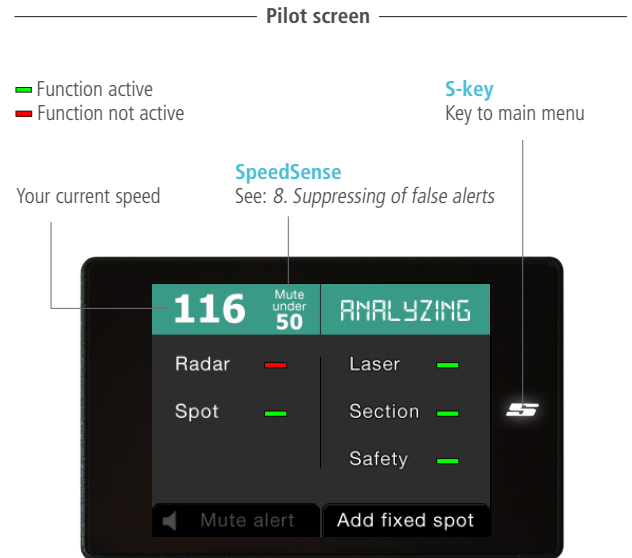 Pilot screen
Function active
Function not active
S-key
Key to main menu
SpeedSense
See: 8. Suppressing of false alerts
Your current speed
116
Mute
under
50
ANALYZING
Radar
Laser
Spot
Section
Safety
Mute alert
Add fixed spot